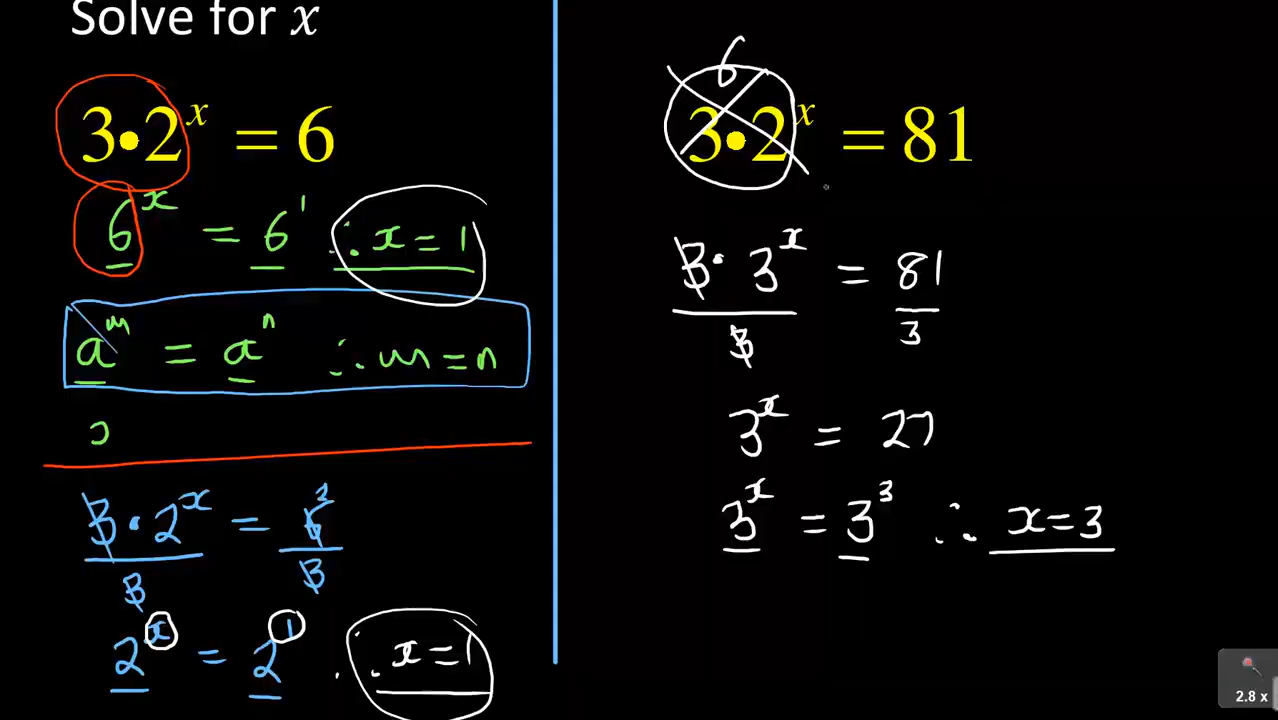 Solve for x
3•2^x = 6
6^x = 6^1 ∴ x = 1
a^m = a^n ∴ m = n
3 · 2^x / 3 = 6 / 3 2
2^x = 2^1 ∴ x = 1
6
3•2^x = 81
3 · 3^x / 3 = 81 / 3
3^x = 27
3^x = 3^3 ∴ x = 3
2.8 x